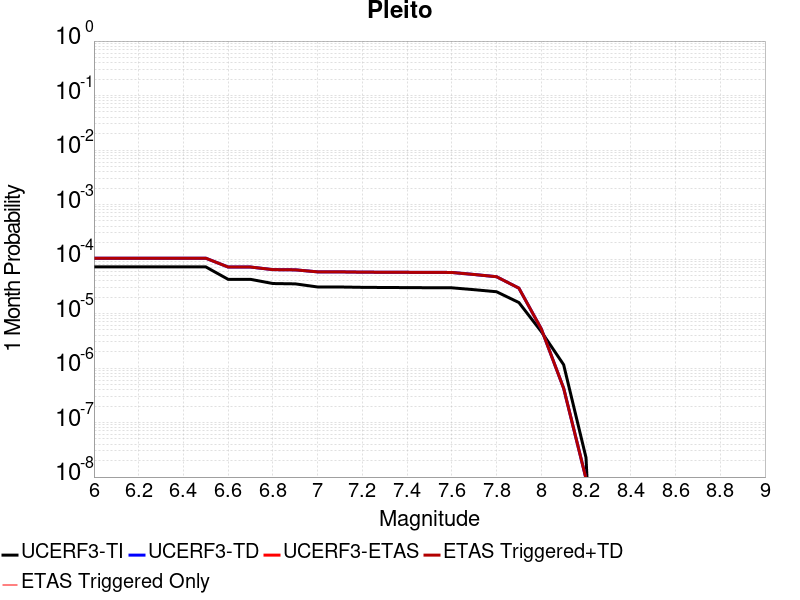 Pleito
1 Month Probability
10^0
10^-1
10^-2
10^-3
10^-4
10^-5
10^-6
10^-7
10^-8
6 6.2 6.4 6.6 6.8 7 7.2 7.4 7.6 7.8 8 8.2 8.4 8.6 8.8 9
Magnitude
UCERF3-TI UCERF3-TD UCERF3-ETAS ETAS Triggered+TD
ETAS Triggered Only